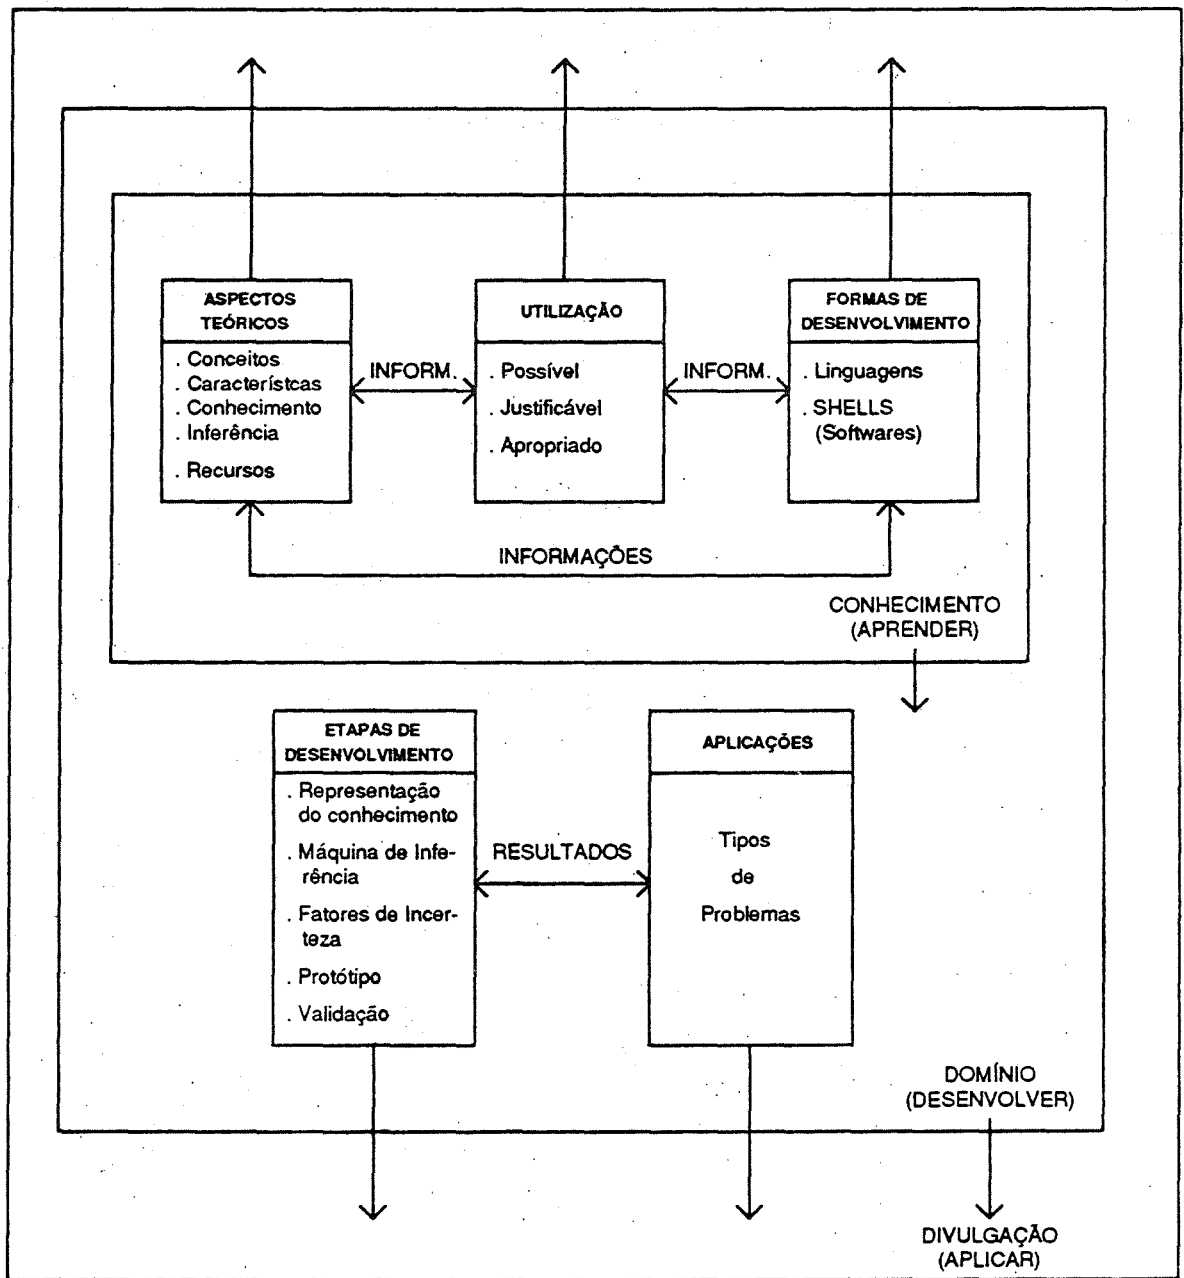 ASPECTOS
TEÓRICOS
. Conceitos
. Característcas
. Conhecimento
. Inferência
. Recursos
INFORM.
UTILIZAÇÃO
. Possível
. Justificável
. Apropriado
INFORM.
FORMAS DE
DESENVOLVIMENTO
. Linguagens
. SHELLS
(Softwares)
INFORMAÇÕES
CONHECIMENTO
(APRENDER)
ETAPAS DE
DESENVOLVIMENTO
. Representação
do conhecimento
. Máquina de Infe-
rência
. Fatores de Incer-
teza
. Protótipo
. Validação
RESULTADOS
APLICAÇÕES
Tipos
de
Problemas
DOMÍNIO
(DESENVOLVER)
DIVULGAÇÃO
(APLICAR)